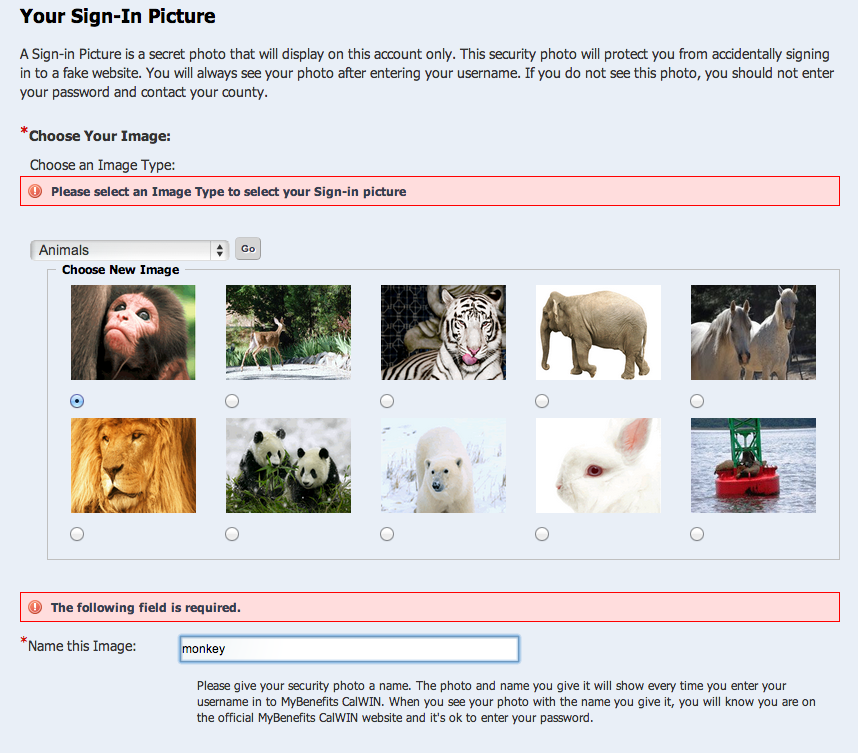 Your Sign-In Picture
A Sign-in Picture is a secret photo that will display on this account only. This security photo will protect you from accidentally signing
in to a fake website. You will always see your photo after entering your username. If you do not see this photo, you should not enter
your password and contact your county.
*Choose Your Image:
Choose an Image Type:
Please select an Image Type to select your Sign-in picture
Animals Go
Choose New Image
The following field is required.
*Name this Image: monkey
Please give your security photo a name. The photo and name you give it will show every time you enter your
username in to MyBenefits CalWIN. When you see your photo with the name you give it, you will know you are on
the official MyBenefits CalWIN website and it's ok to enter your password.